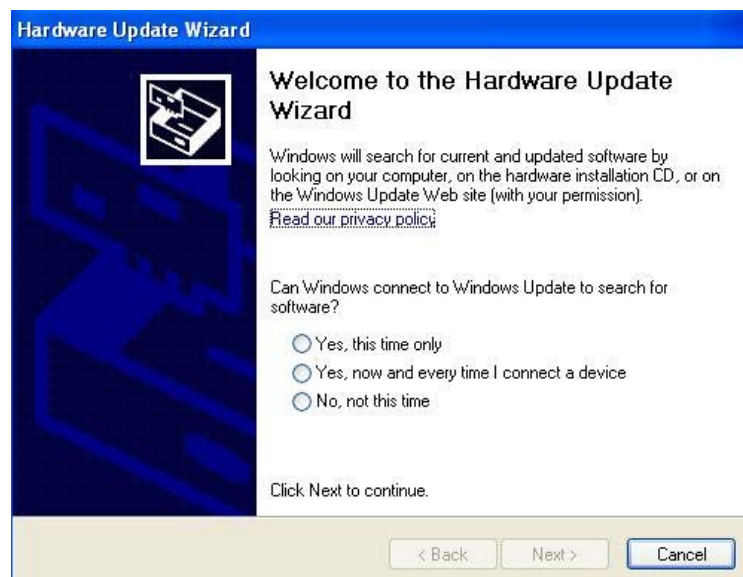 Hardware Update Wizard
Welcome to the Hardware Update
Wizard
Windows will search for current and updated software by
looking on your computer, on the hardware installation CD, or on
the Windows Update Web site (with your permission).
Read our privacy policy
Can Windows connect to Windows Update to search for
software?
Yes, this time only
Yes, now and every time I connect a device
No, not this time
Click Next to continue.
< Back Next > Cancel